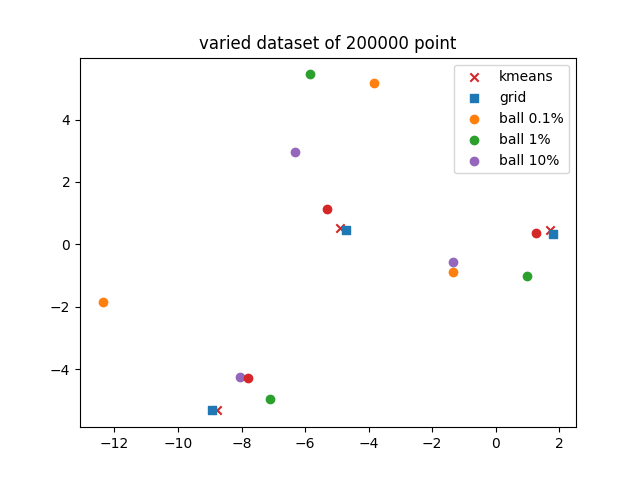 varied dataset of 200000 point
kmeans
grid
ball 0.1%
ball 1%
ball 10%
4
2
0
−2
−4
−12
−10
−8
−6
−4
−2
0
2